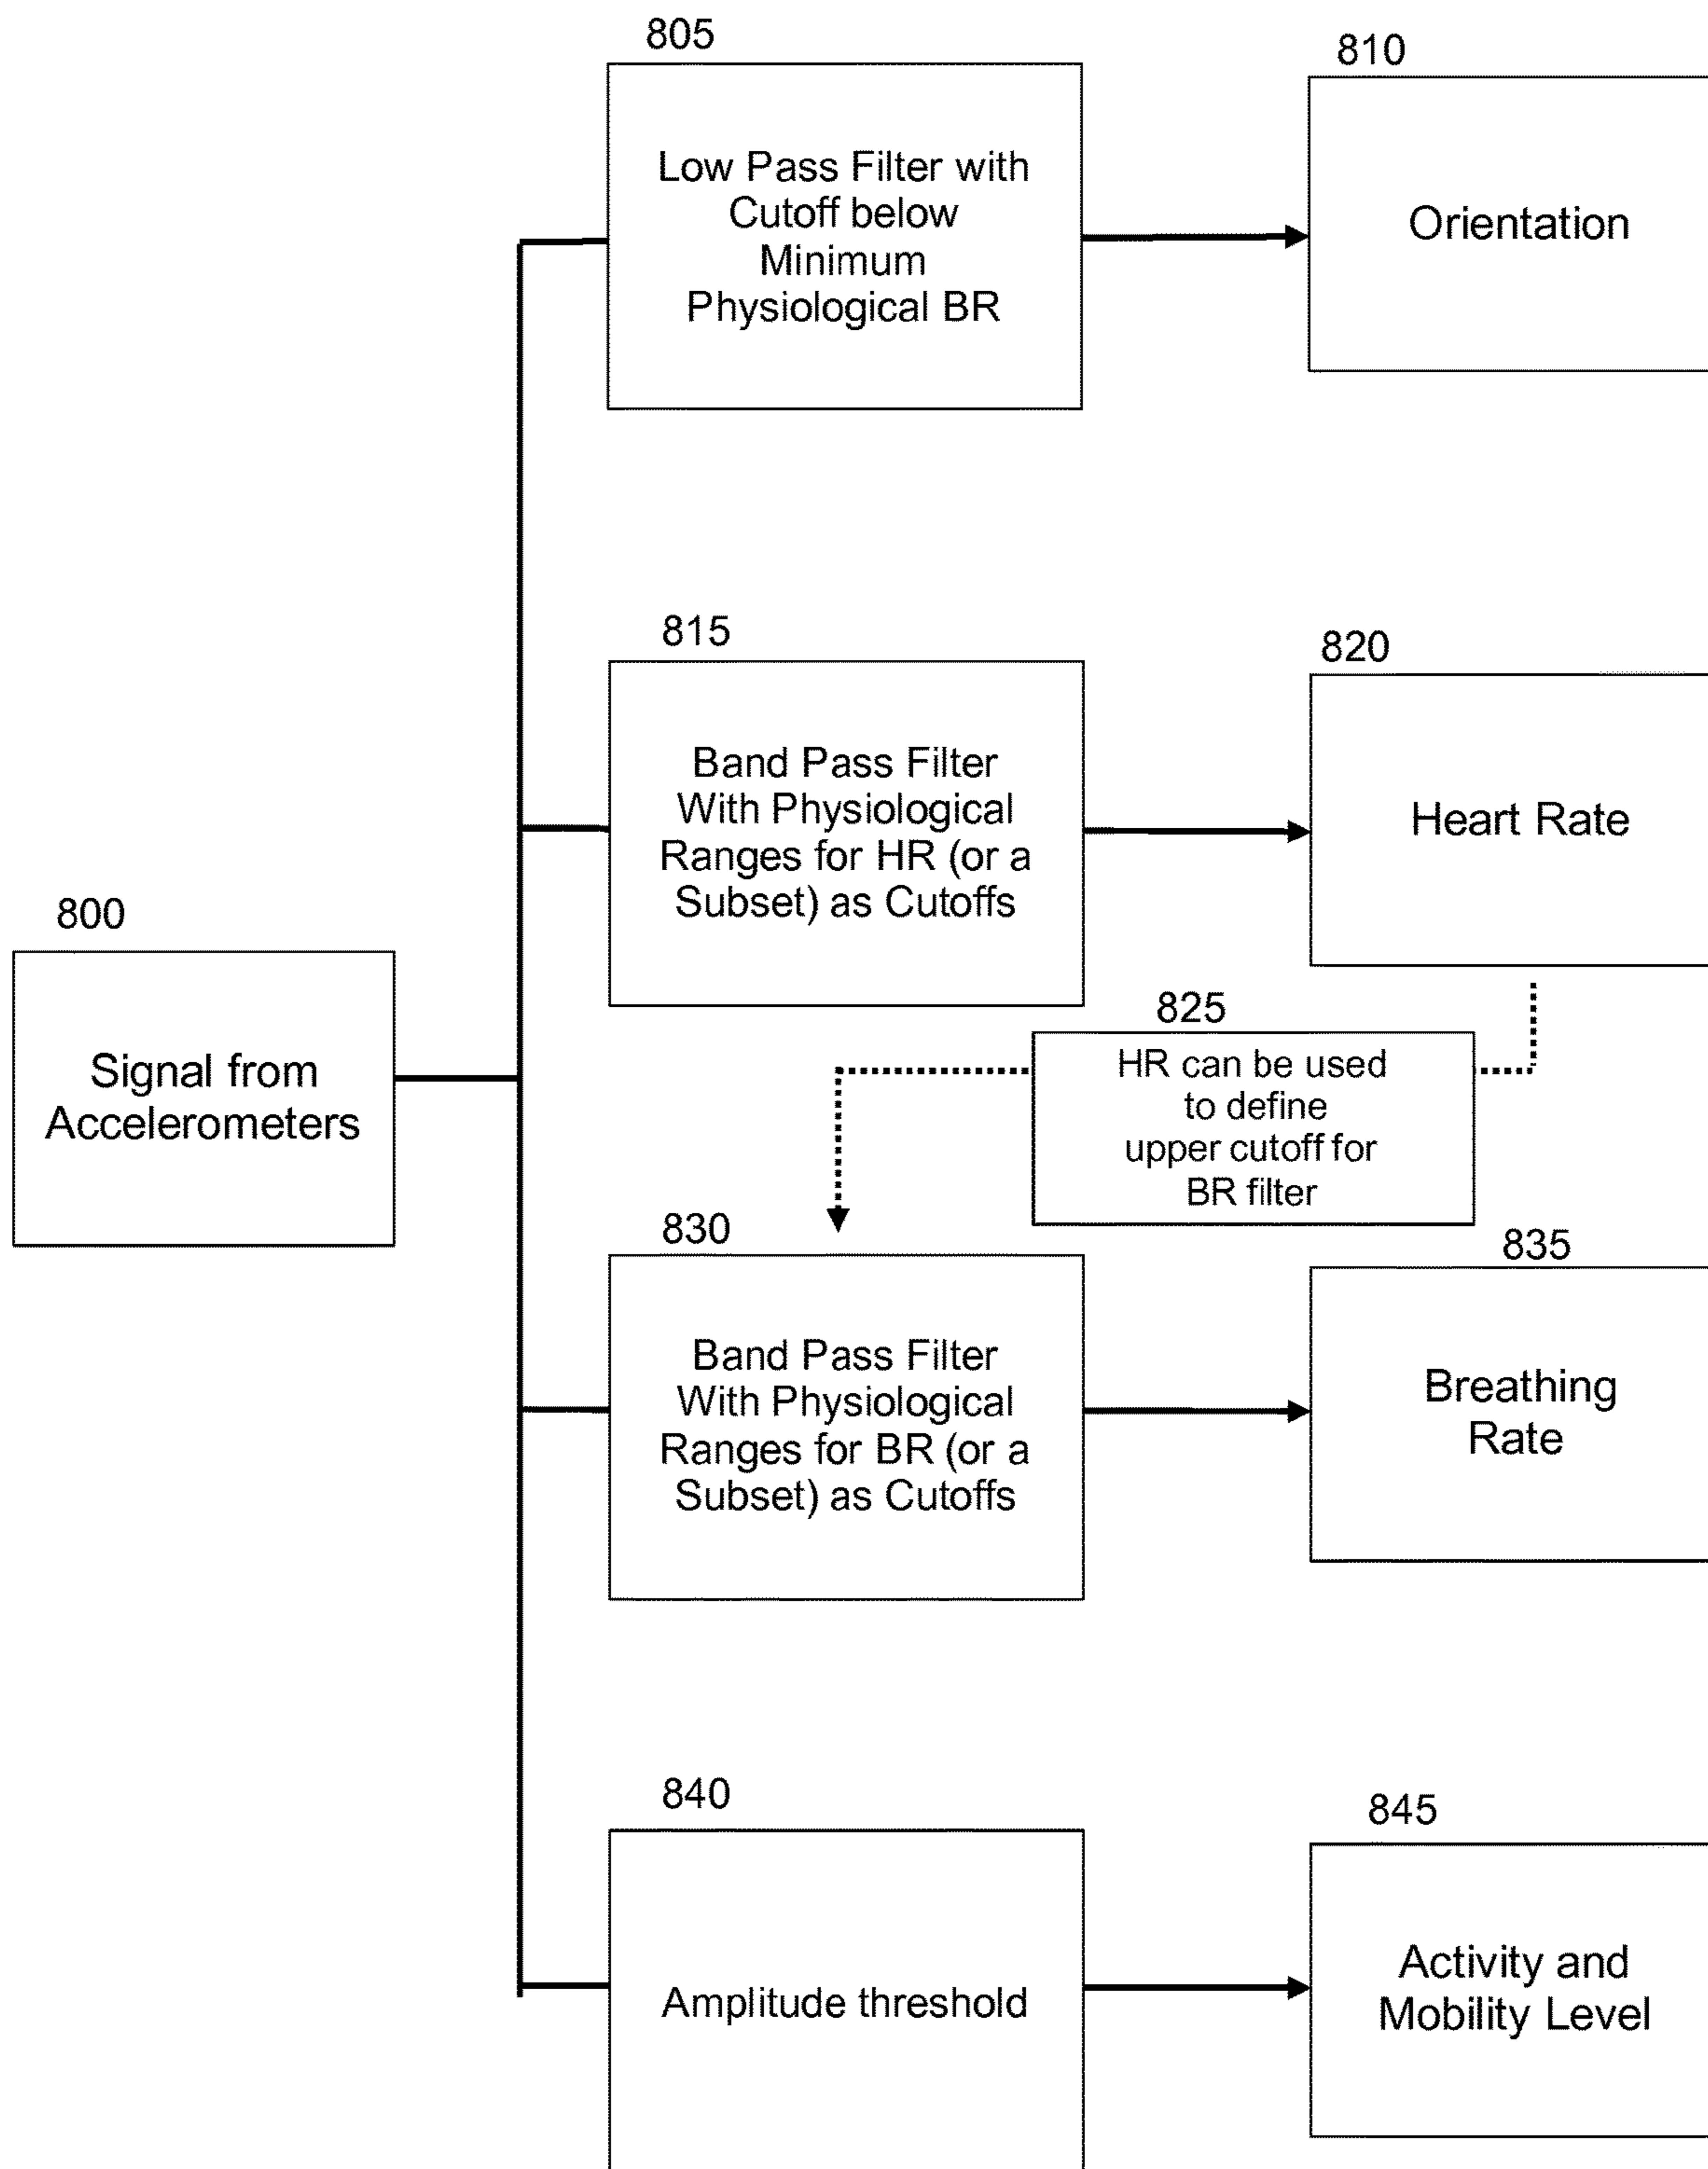 805
Low Pass Filter with
Cutoff below
Minimum
Physiological BR
810
Orientation
815
Band Pass Filter
With Physiological
Ranges for HR (or a
Subset) as Cutoffs
820
Heart Rate
800
Signal from
Accelerometers
825
HR can be used
to define
upper cutoff for
BR filter
830
Band Pass Filter
With Physiological
Ranges for BR (or a
Subset) as Cutoffs
835
Breathing
Rate
840
Amplitude threshold
845
Activity and
Mobility Level